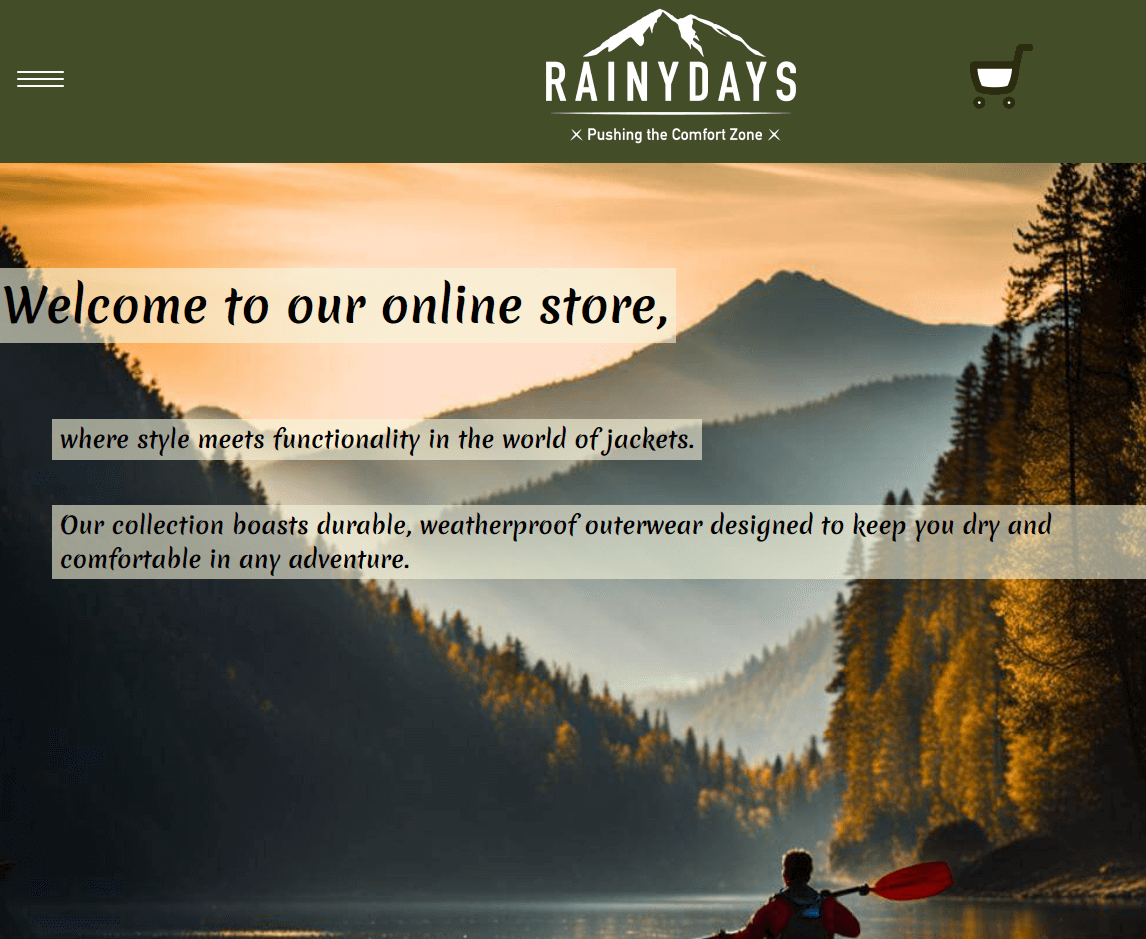 RAINYDAYS
× Pushing the Comfort Zone ×
Welcome to our online store,
where style meets functionality in the world of jackets.
Our collection boasts durable, weatherproof outerwear designed to keep you dry and
comfortable in any adventure.